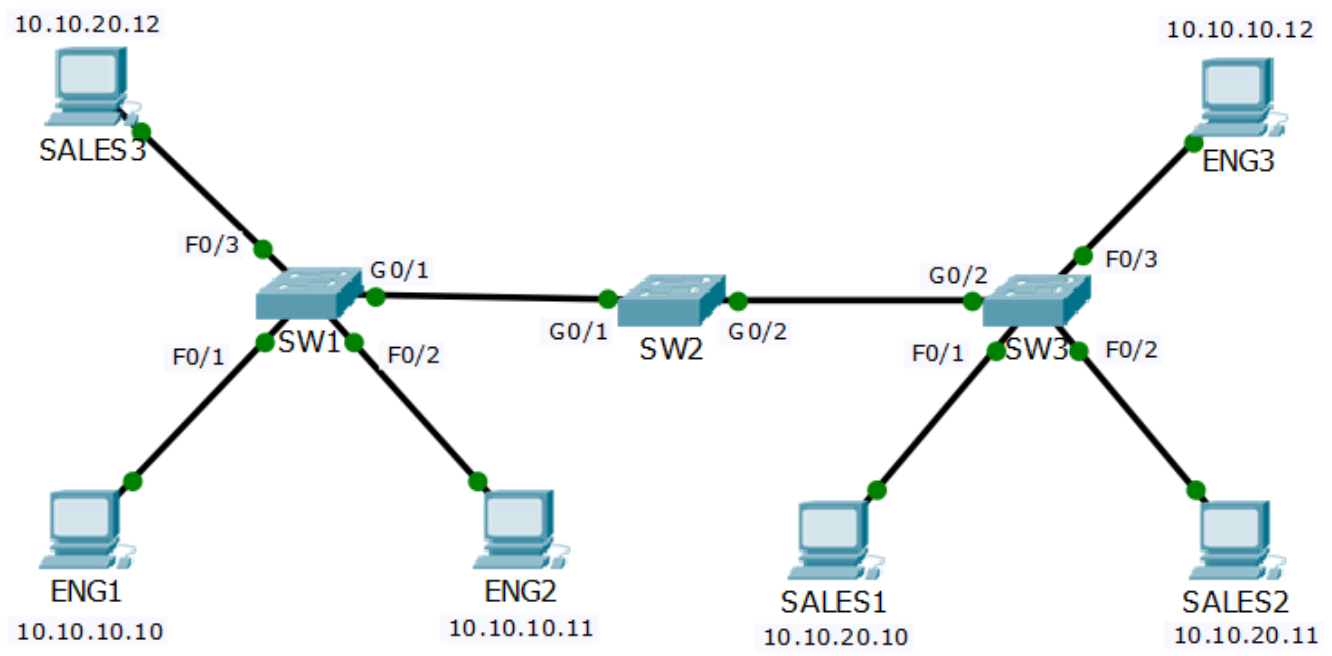 10.10.20.12
10.10.10.12
SALES3
ENG3
F0/3
G0/1
G0/2
F0/3
F0/1
SW1
F0/2
G0/1
SW2
G0/2
F0/1
SW3
F0/2
ENG1
ENG2
SALES1
SALES2
10.10.10.10
10.10.10.11
10.10.20.10
10.10.20.11